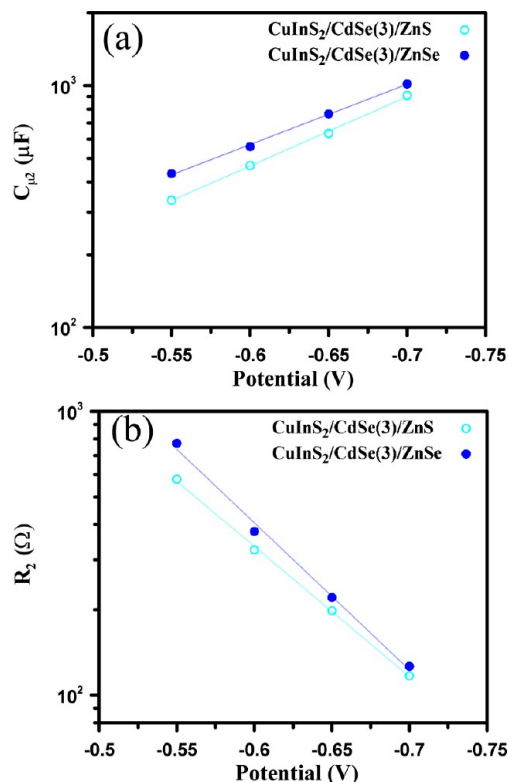 (a)
CuInS₂/CdSe(3)/ZnS
CuInS₂/CdSe(3)/ZnSe
10³
C_μ2 (μF)
10²
-0.5 -0.55 -0.6 -0.65 -0.7 -0.75
Potential (V)
(b)
CuInS₂/CdSe(3)/ZnS
CuInS₂/CdSe(3)/ZnSe
10³
R₂ (Ω)
10²
-0.5 -0.55 -0.6 -0.65 -0.7 -0.75
Potential (V)